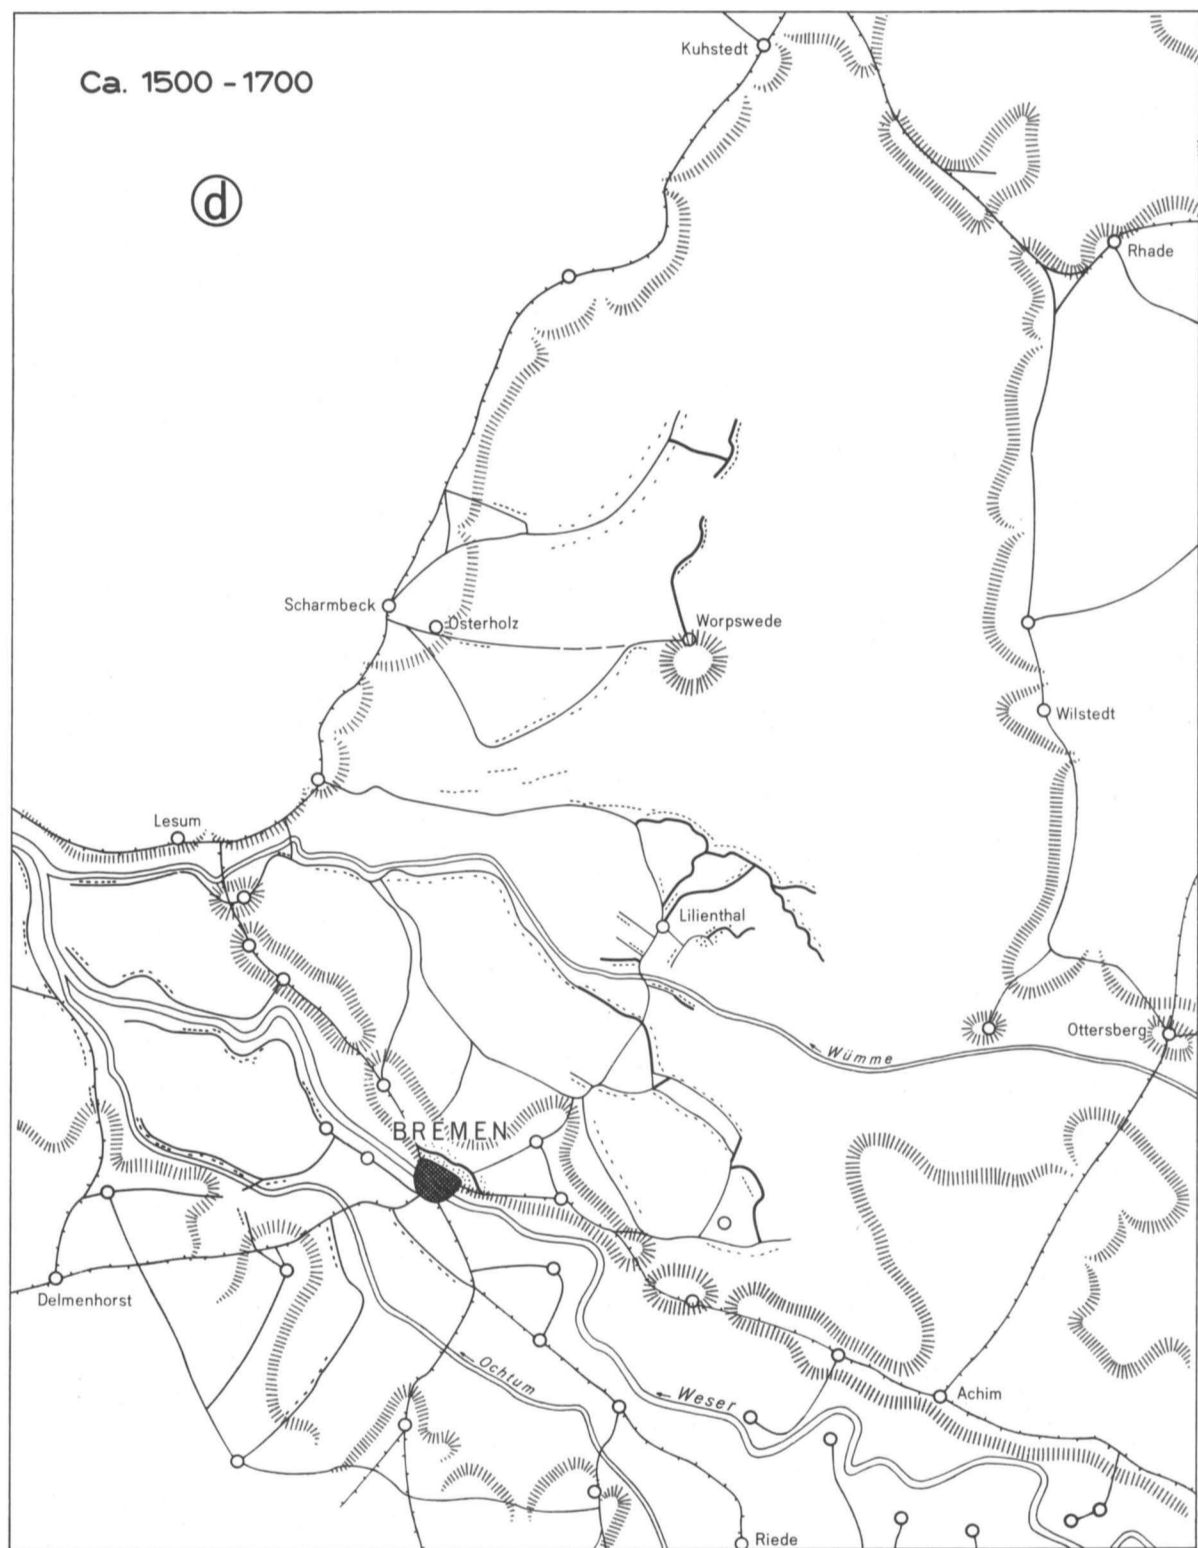 Kuhstedt
Ca. 1500 - 1700
d
Rhade
Scharmbeck
Osterholz
Worpswede
Wilstedt
Lesum
Lilienthal
Ottersberg
Wümme
BREMEN
Delmenhorst
Ochtum
Weser
Achim
Riede